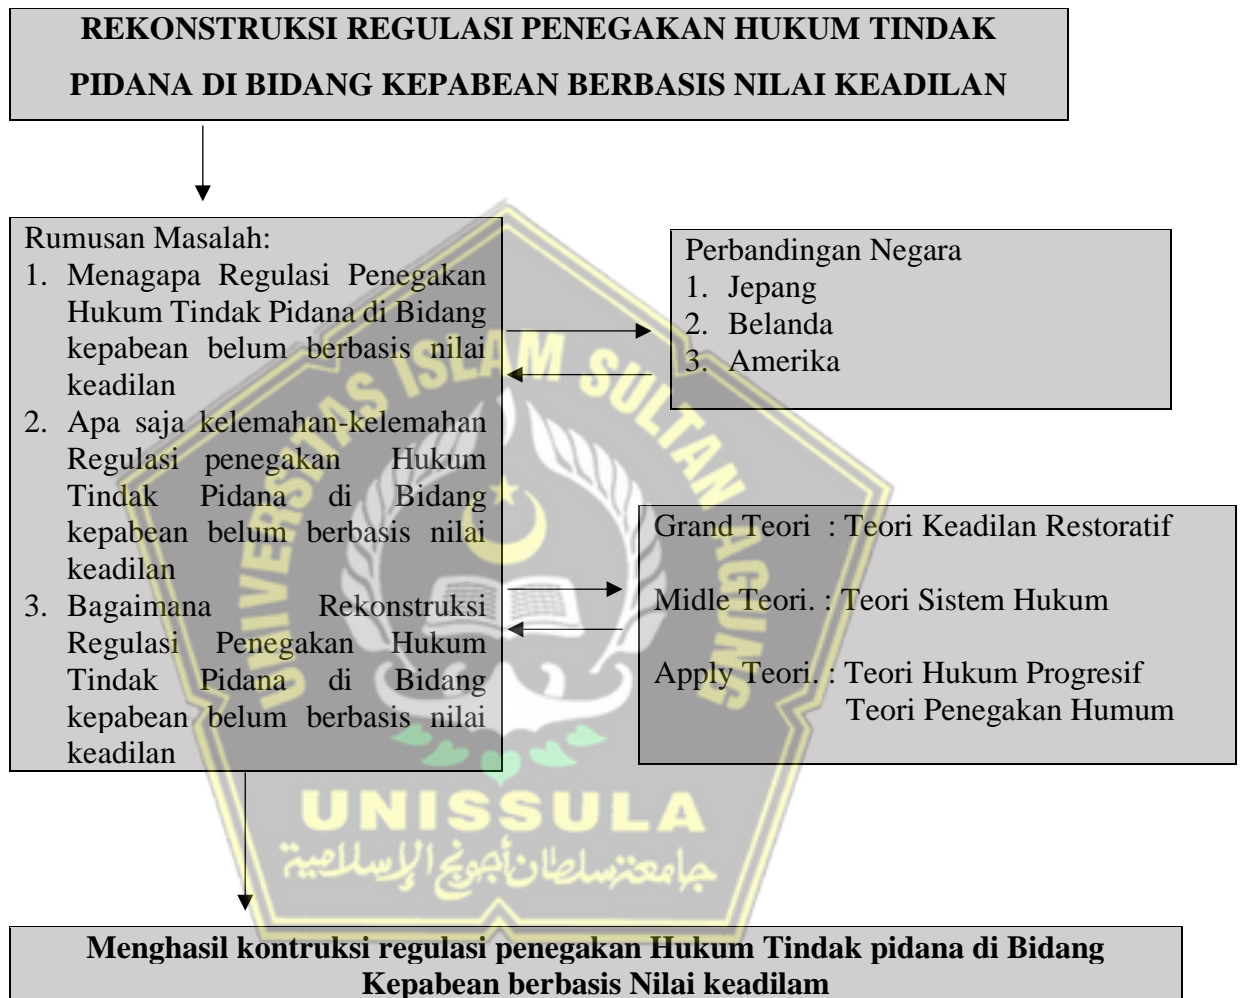 REKONSTRUKSI REGULASI PENEGAKAN HUKUM TINDAK
PIDANA DI BIDANG KEPABEAN BERBASIS NILAI KEADILAN
Rumusan Masalah:
1. Menagapa Regulasi Penegakan
Hukum Tindak Pidana di Bidang
kepabean belum berbasis nilai
keadilan
2. Apa saja kelemahan-kelemahan
Regulasi penegakan Hukum
Tindak Pidana di Bidang
kepabean belum berbasis nilai
keadilan
3. Bagaimana Rekonstruksi
Regulasi Penegakan Hukum
Tindak Pidana di Bidang
kepabean belum berbasis nilai
keadilan
Perbandingan Negara
1. Jepang
2. Belanda
3. Amerika
Grand Teori : Teori Keadilan Restoratif
Midle Teori. : Teori Sistem Hukum
Apply Teori. : Teori Hukum Progresif
Teori Penegakan Humum
UNIVERSITAS ISLAM SULTAN AGUNG
UNISSULA
جامعتسلطان أجونج الإسلامية
Menghasil kontruksi regulasi penegakan Hukum Tindak pidana di Bidang
Kepabean berbasis Nilai keadilam